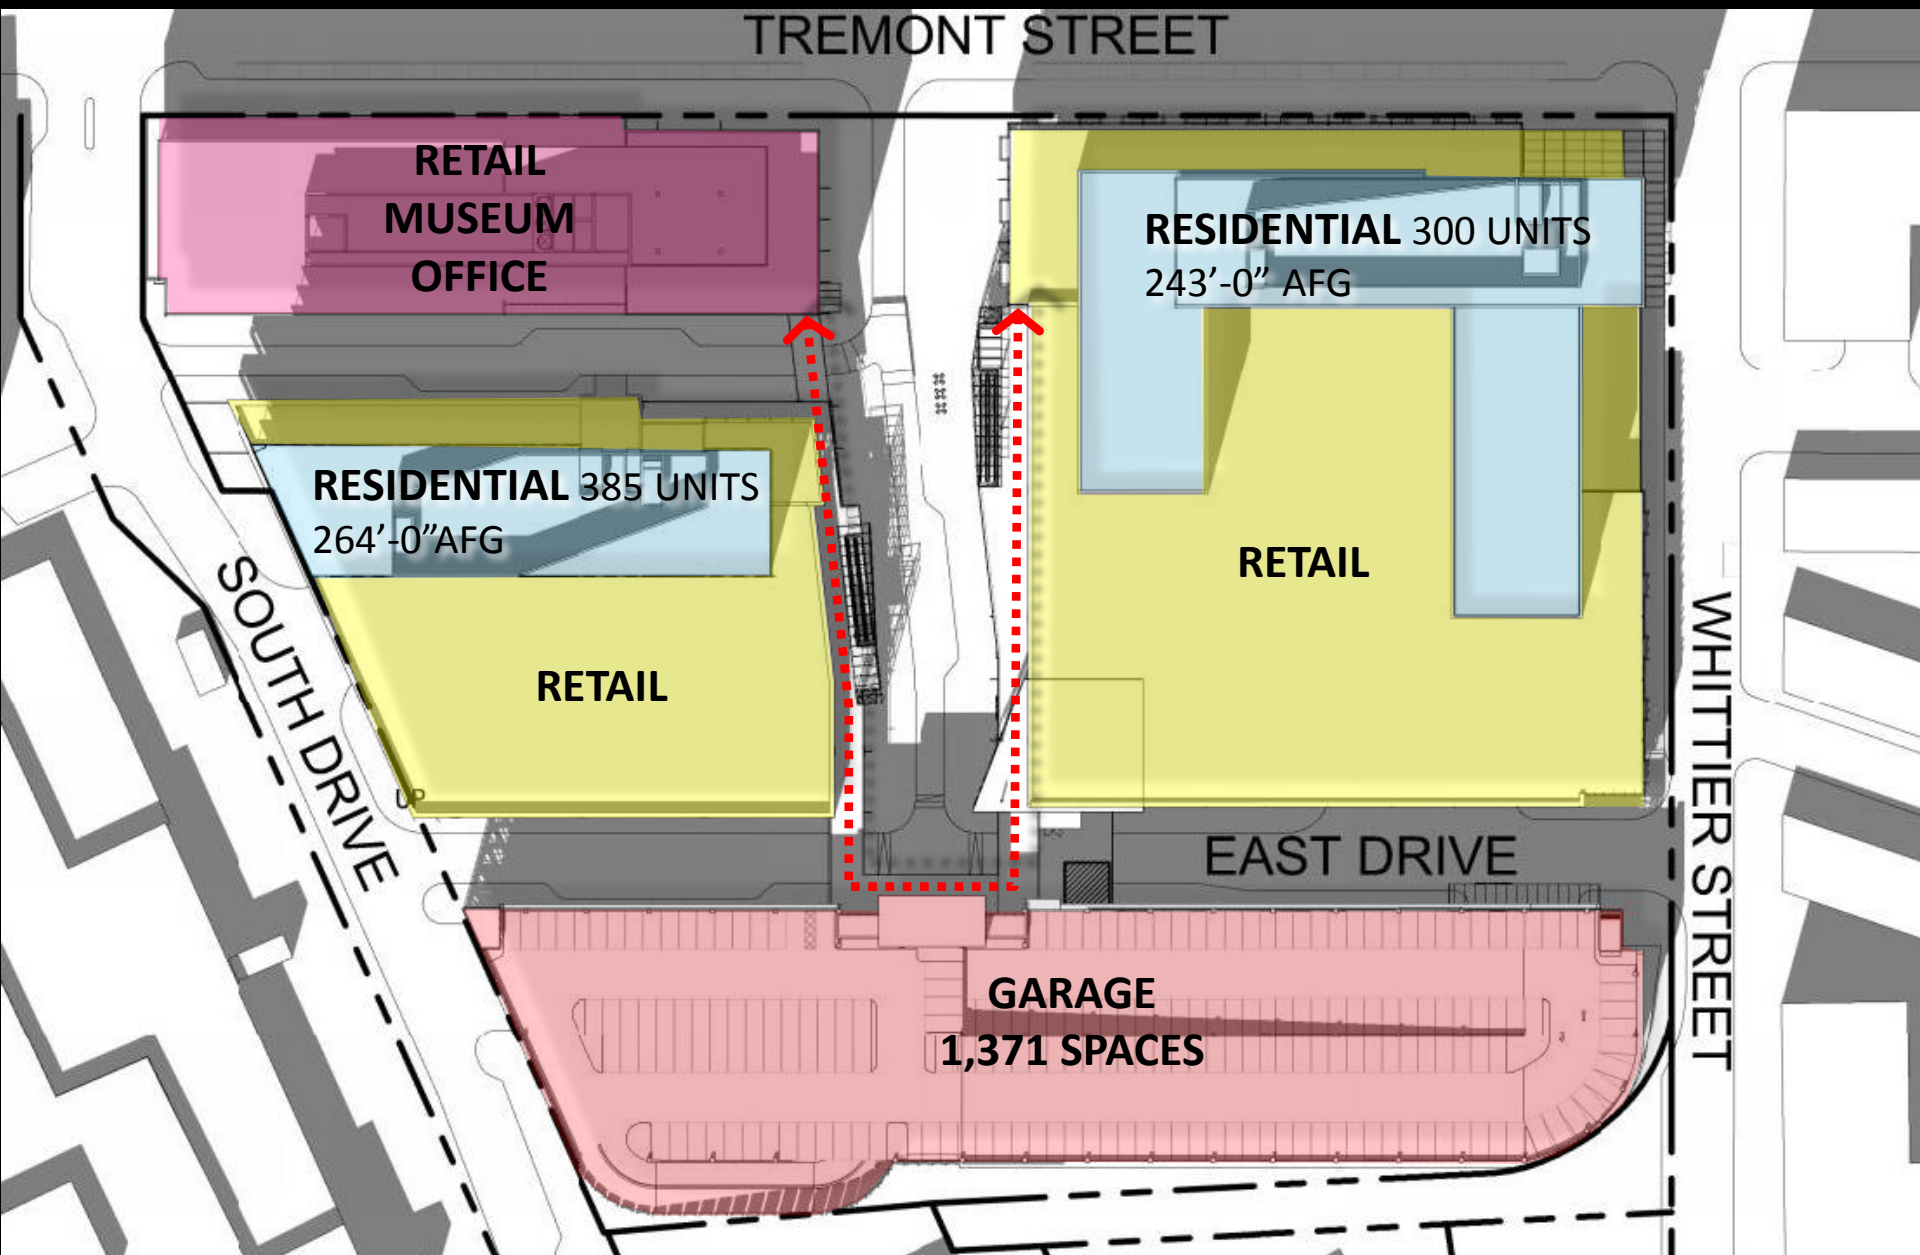 TREMONT STREET
RETAIL
MUSEUM
OFFICE
RESIDENTIAL 300 UNITS
243’-0” AFG
RESIDENTIAL 385 UNITS
264’-0”AFG
RETAIL
RETAIL
SOUTH DRIVE
UP
WHITTIER STREET
EAST DRIVE
GARAGE
1,371 SPACES